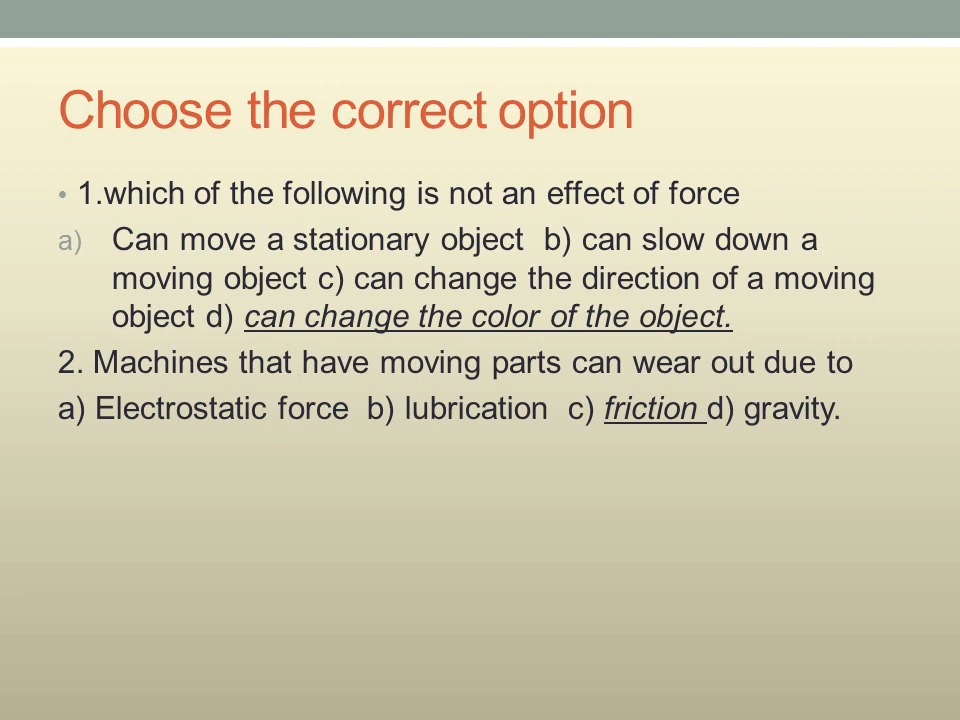 Choose the correct option
• 1.which of the following is not an effect of force
a) Can move a stationary object  b) can slow down a
moving object c) can change the direction of a moving
object d) can change the color of the object.
2. Machines that have moving parts can wear out due to
a) Electrostatic force  b) lubrication  c) friction d) gravity.